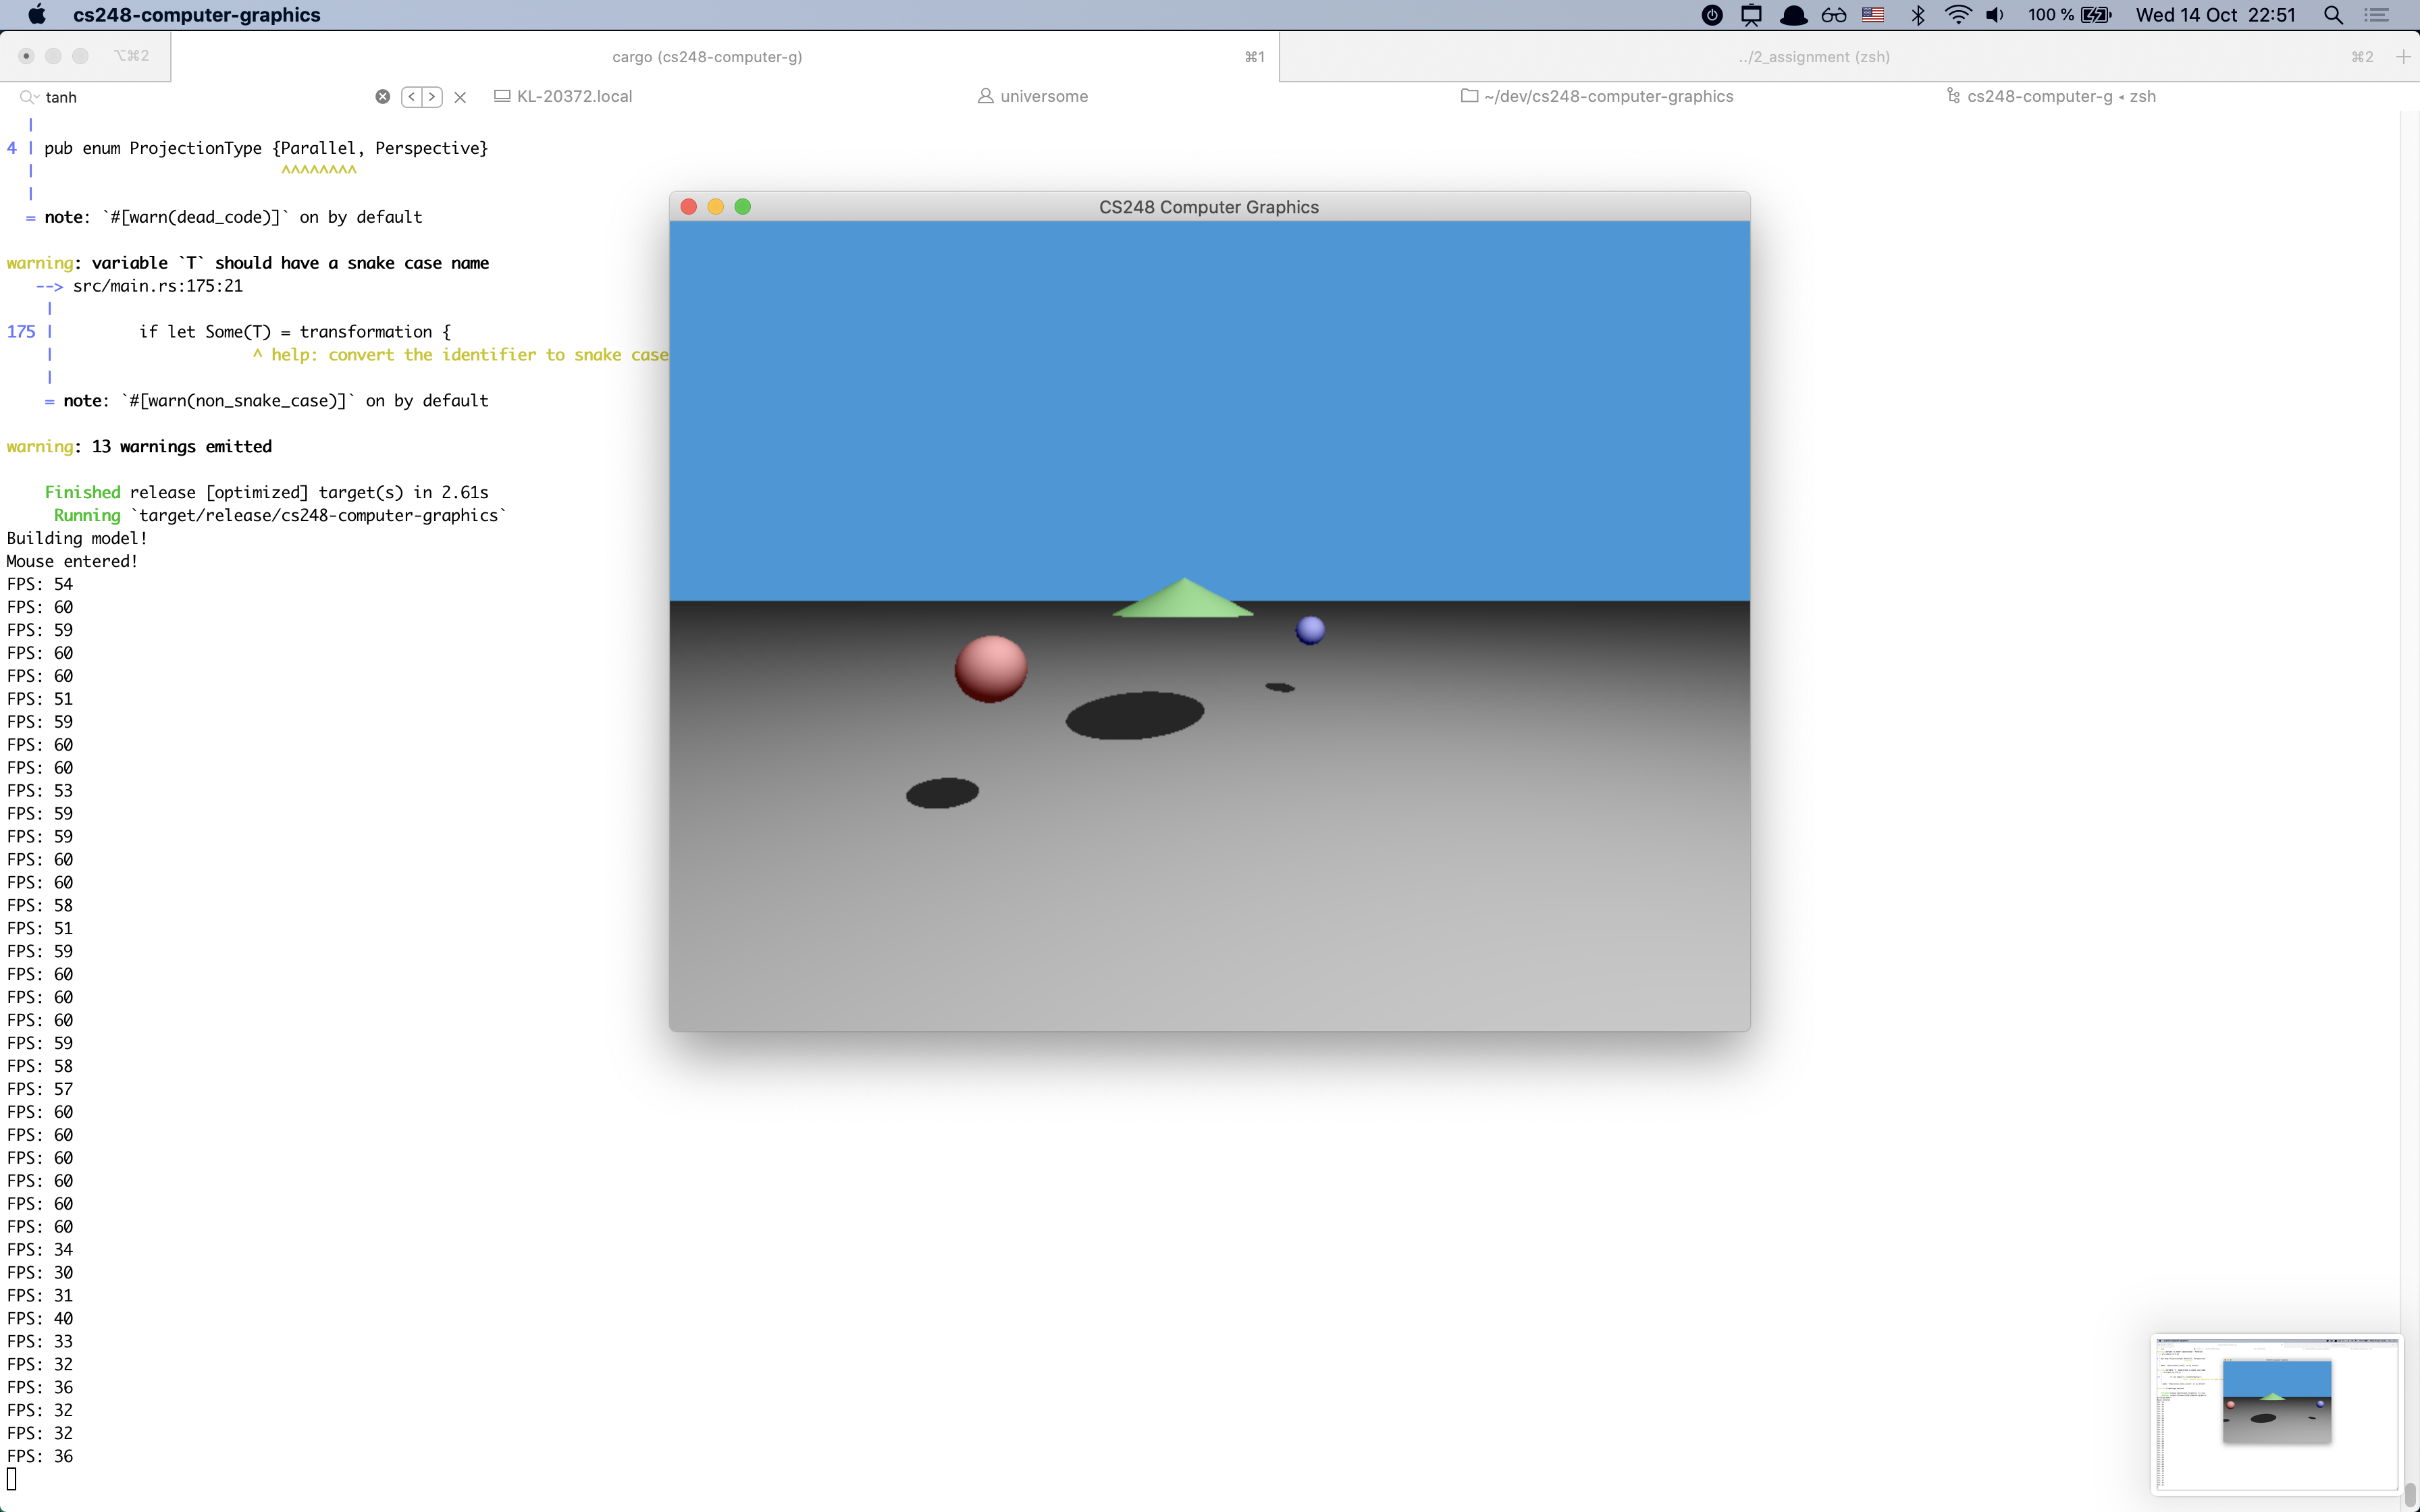 cs248-computer-graphics
100 % Wed 14 Oct 22:51
⌥⌘2
cargo (cs248-computer-g) ⌘1
../2_assignment (zsh) ⌘2
tanh
KL-20372.local
universome
~/dev/cs248-computer-graphics
cs248-computer-g • zsh
|
4 | pub enum ProjectionType {Parallel, Perspective}
| ^^^^^^^^
|
= note: `#[warn(dead_code)]` on by default
warning: variable `T` should have a snake case name
--> src/main.rs:175:21
|
175 | if let Some(T) = transformation {
| ^ help: convert the identifier to snake case
|
= note: `#[warn(non_snake_case)]` on by default
warning: 13 warnings emitted
Finished release [optimized] target(s) in 2.61s
Running `target/release/cs248-computer-graphics`
Building model!
Mouse entered!
FPS: 54
FPS: 60
FPS: 59
FPS: 60
FPS: 60
FPS: 51
FPS: 59
FPS: 60
FPS: 60
FPS: 53
FPS: 59
FPS: 59
FPS: 60
FPS: 60
FPS: 58
FPS: 51
FPS: 59
FPS: 60
FPS: 60
FPS: 60
FPS: 59
FPS: 58
FPS: 57
FPS: 60
FPS: 60
FPS: 60
FPS: 60
FPS: 60
FPS: 60
FPS: 34
FPS: 30
FPS: 31
FPS: 40
FPS: 33
FPS: 32
FPS: 36
FPS: 32
FPS: 32
FPS: 36
CS248 Computer Graphics